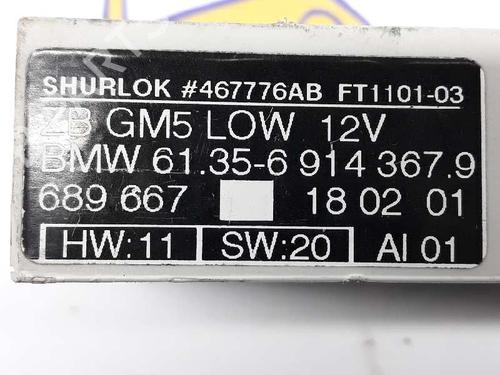 SHURLOK #467776AB FT1101-03
ZB GM5 LOW 12V
BMW 61.35-6 914 367.9
689 667 18 02 01
HW:11 SW:20 AI 01